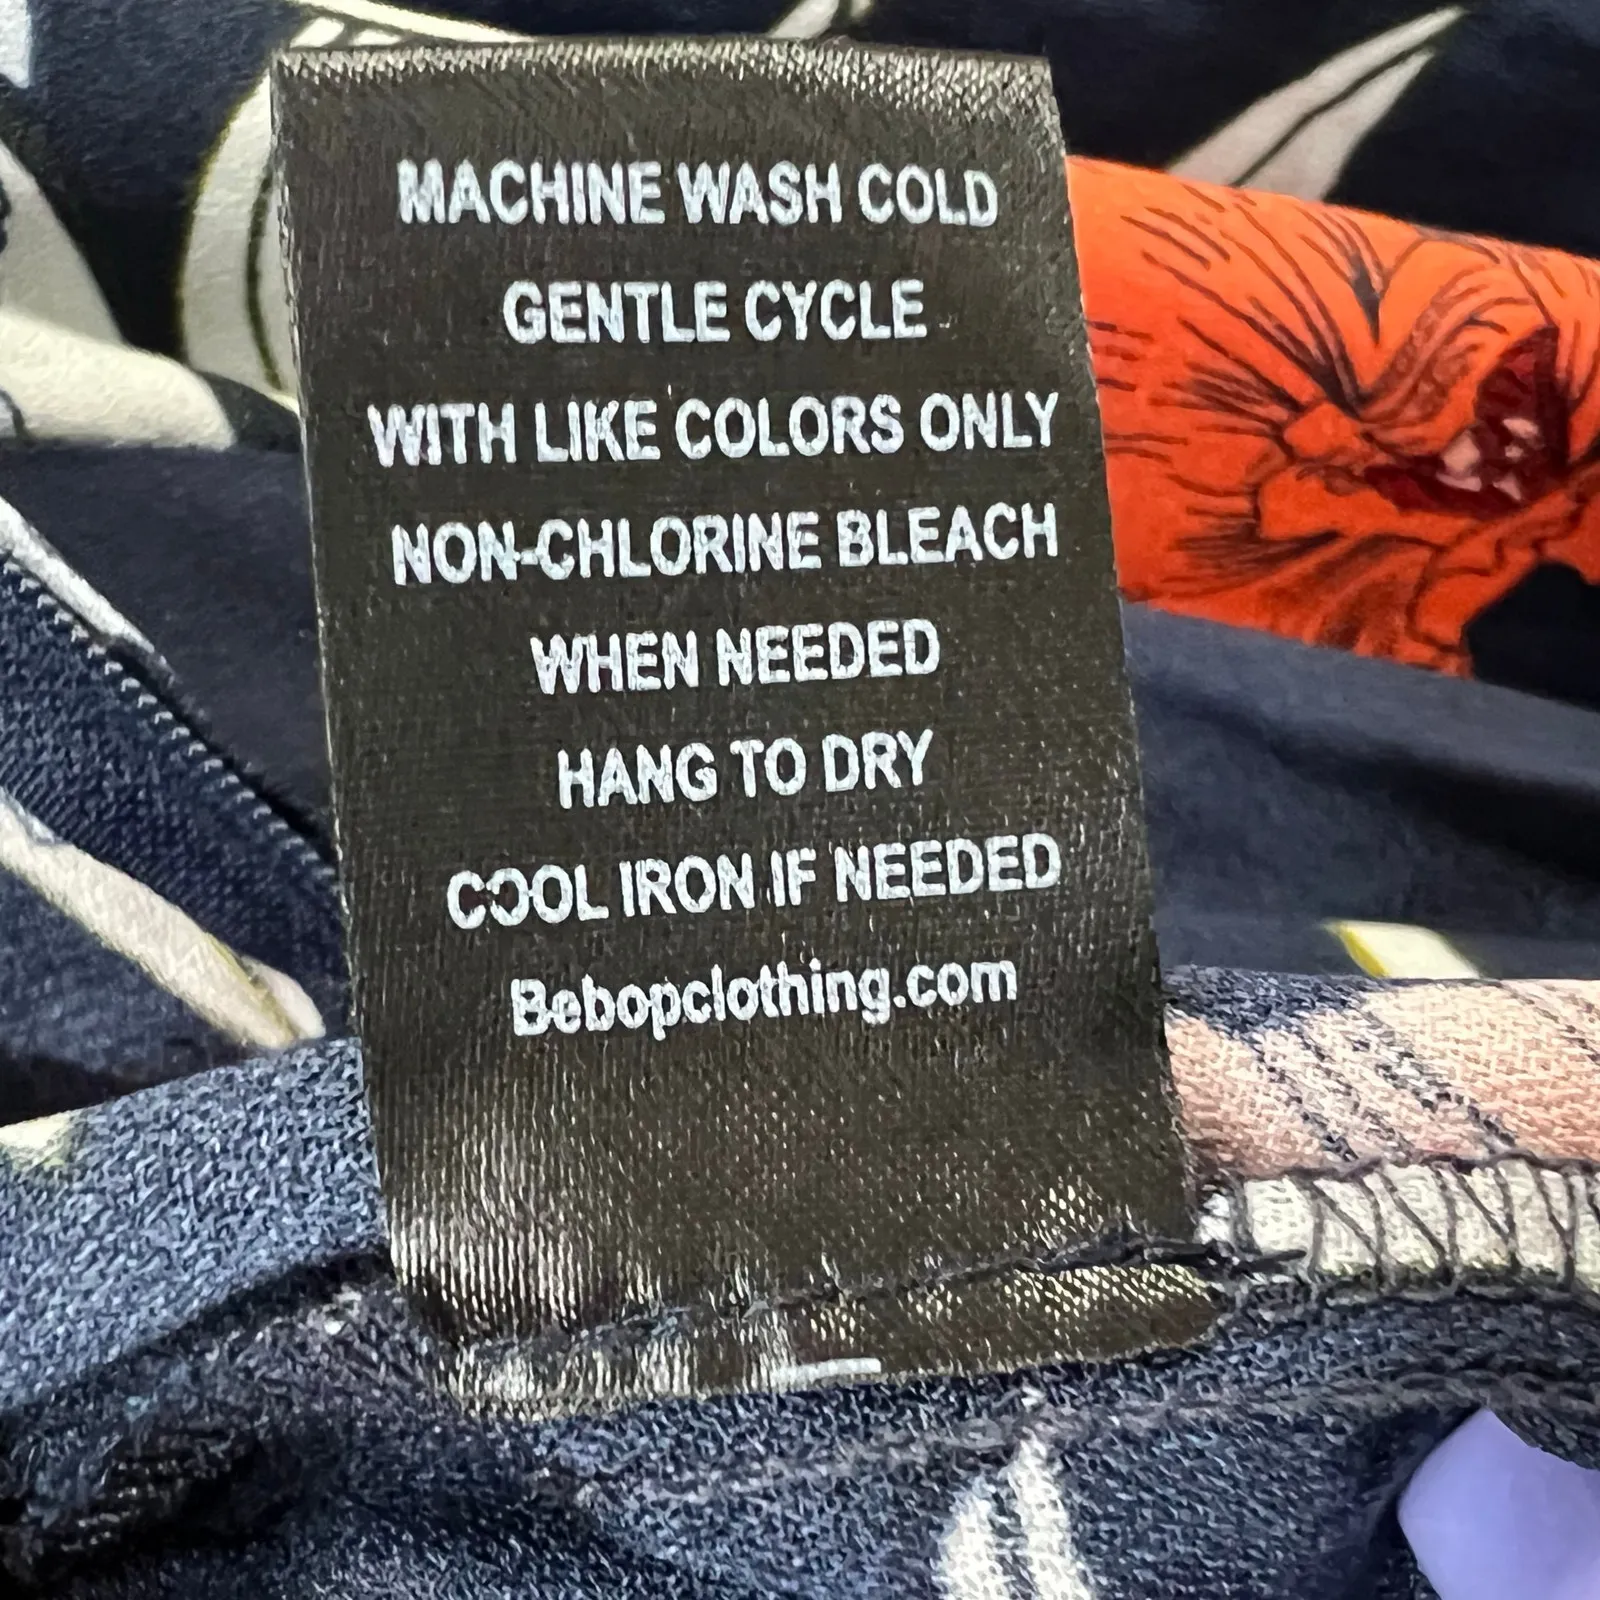 MACHINE WASH COLD
GENTLE CYCLE
WITH LIKE COLORS ONLY
NON-CHLORINE BLEACH
WHEN NEEDED
HANG TO DRY
COOL IRON IF NEEDED
Bebopclothing.com